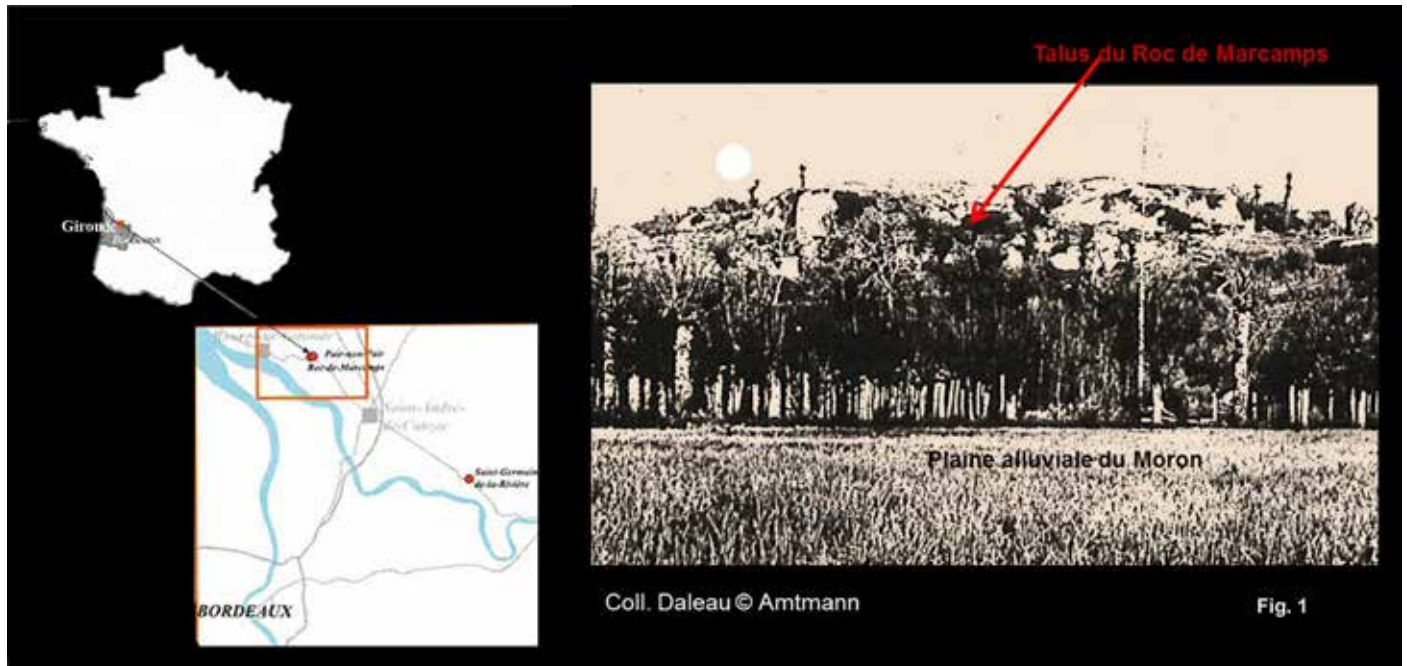 Talus du Roc de Marcamps
Gironde
Pair-non-Pair
Roc-de-Marcamps
Saint-Germain
de-la-Rivière
BORDEAUX
Plaine alluviale du Moron
Coll. Daleau © Amtmann
Fig. 1